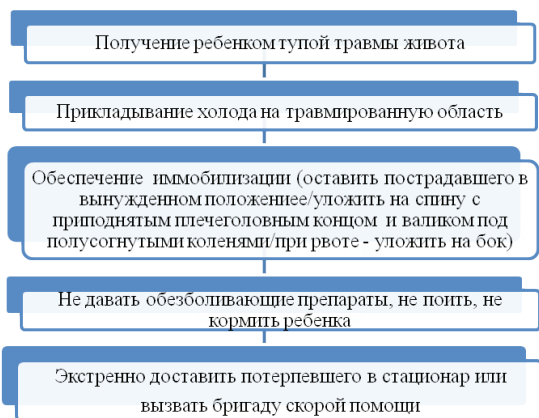 Получение ребенком тупой травмы живота
Прикладывание холода на травмированную область
Обеспечение иммобилизации (оставить пострадавшего в
вынужденном положениее/уложить на спину с
приподнятым плечеголовным концом и валиком под
полусогнутыми коленями/при рвоте - уложить на бок)
Не давать обезболивающие препараты, не поить, не
кормить ребенка
Экстренно доставить потерпевшего в стационар или
вызвать бригаду скорой помощи